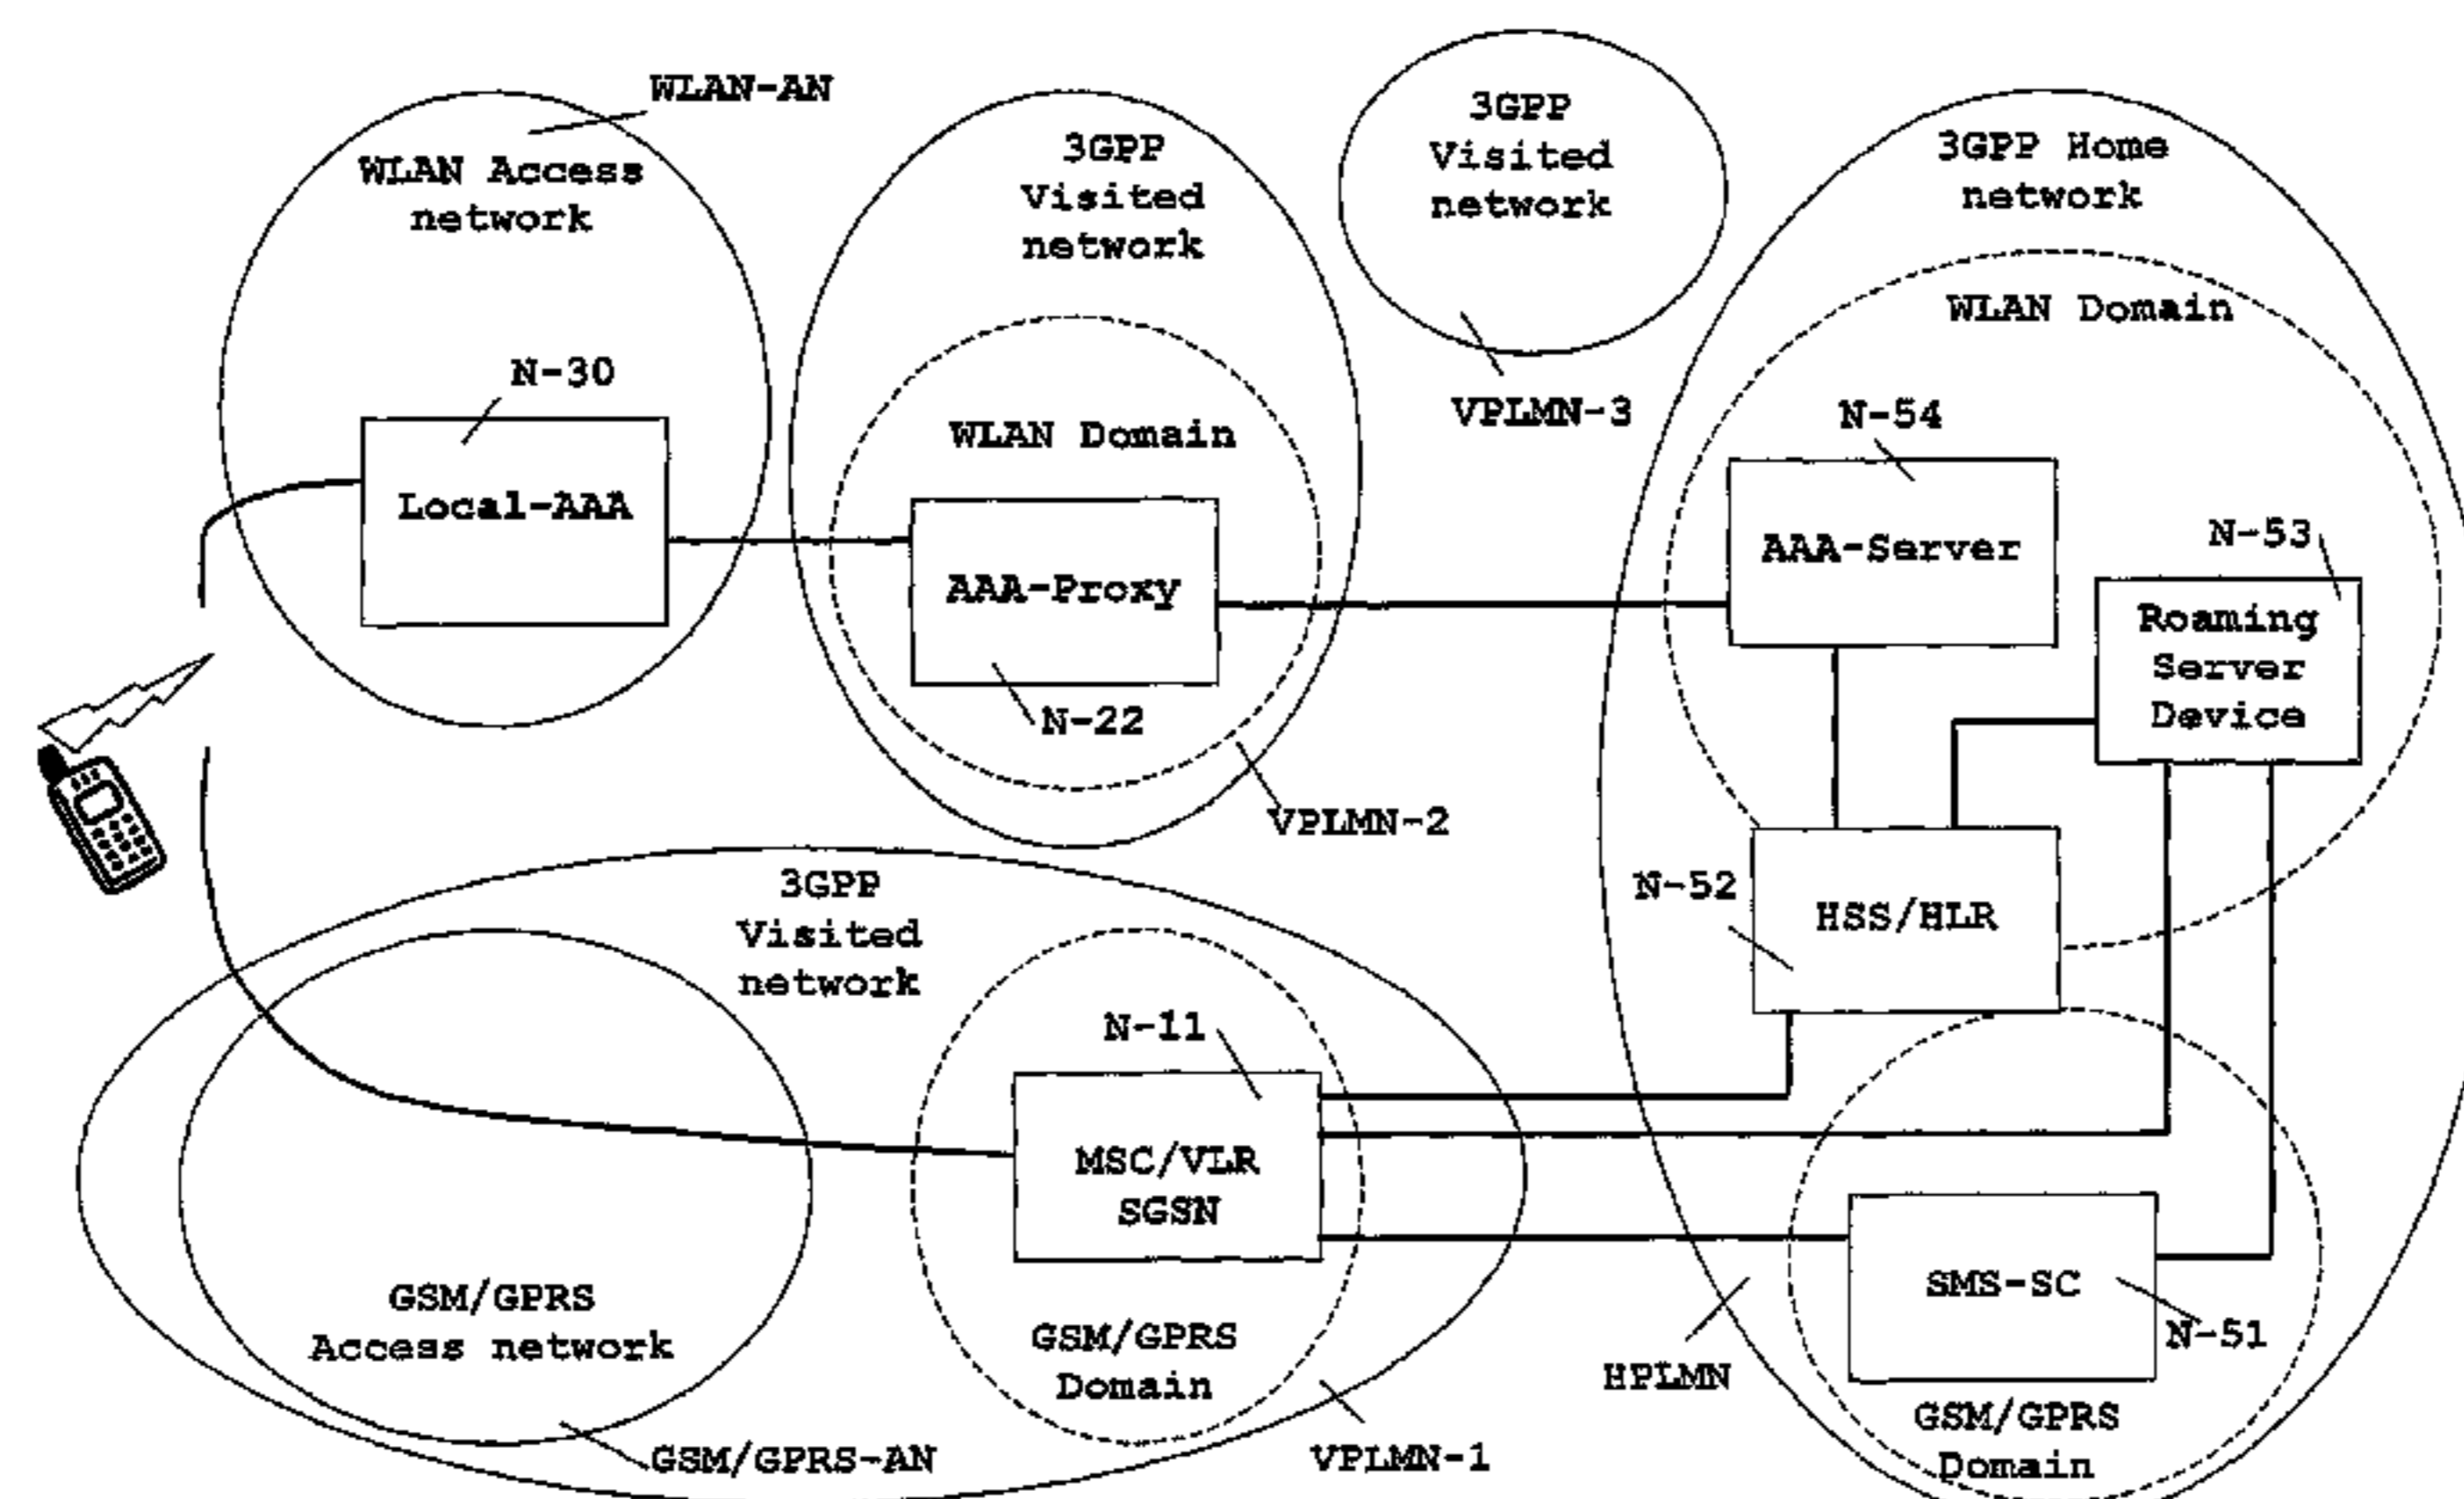 WLAN-AN
WLAN Access
network
N-30
Local-AAA
3GPP
Visited
network
WLAN Domain
AAA-Proxy
N-22
VPLMN-2
3GPP
Visited
network
VPLMN-3
3GPP Home
network
WLAN Domain
N-54
AAA-Server
N-53
Roaming
Server
Device
N-52
HSS/HLR
3GPP
Visited
network
N-11
MSC/VLR
SGSN
GSM/GPRS
Access network
GSM/GPRS-AN
GSM/GPRS
Domain
VPLMN-1
HPLMN
SMS-SC
N-51
GSM/GPRS
Domain